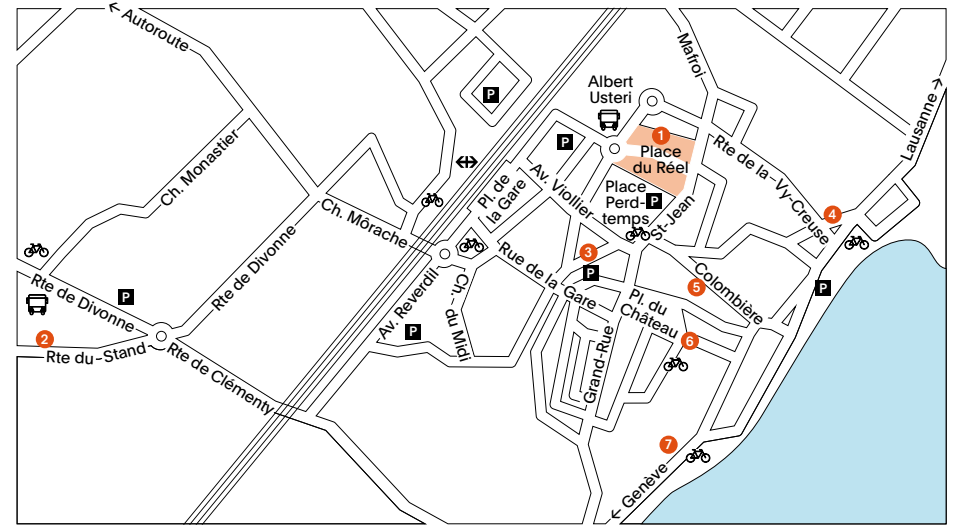 ← Autoroute
Mafroi
Lausanne →
Albert
Usteri
P
P
1
Place
du Réel
Rte de la-Vy-Creuse
Ch. Monastier
Av. Viollier
Pl. de
la Gare
Place
Perd-
temps
P
St-Jean
4
Ch. Môrache
Rte de Divonne
3
Rue de la Gare
P
Colombière
5
P
Rte de Divonne
P
2
Rte du-Stand
Rte de Clémenty
Av. Reverdil
P
Ch- du Midi
Pl. du
Château
6
Grand-Rue
7
← Genève